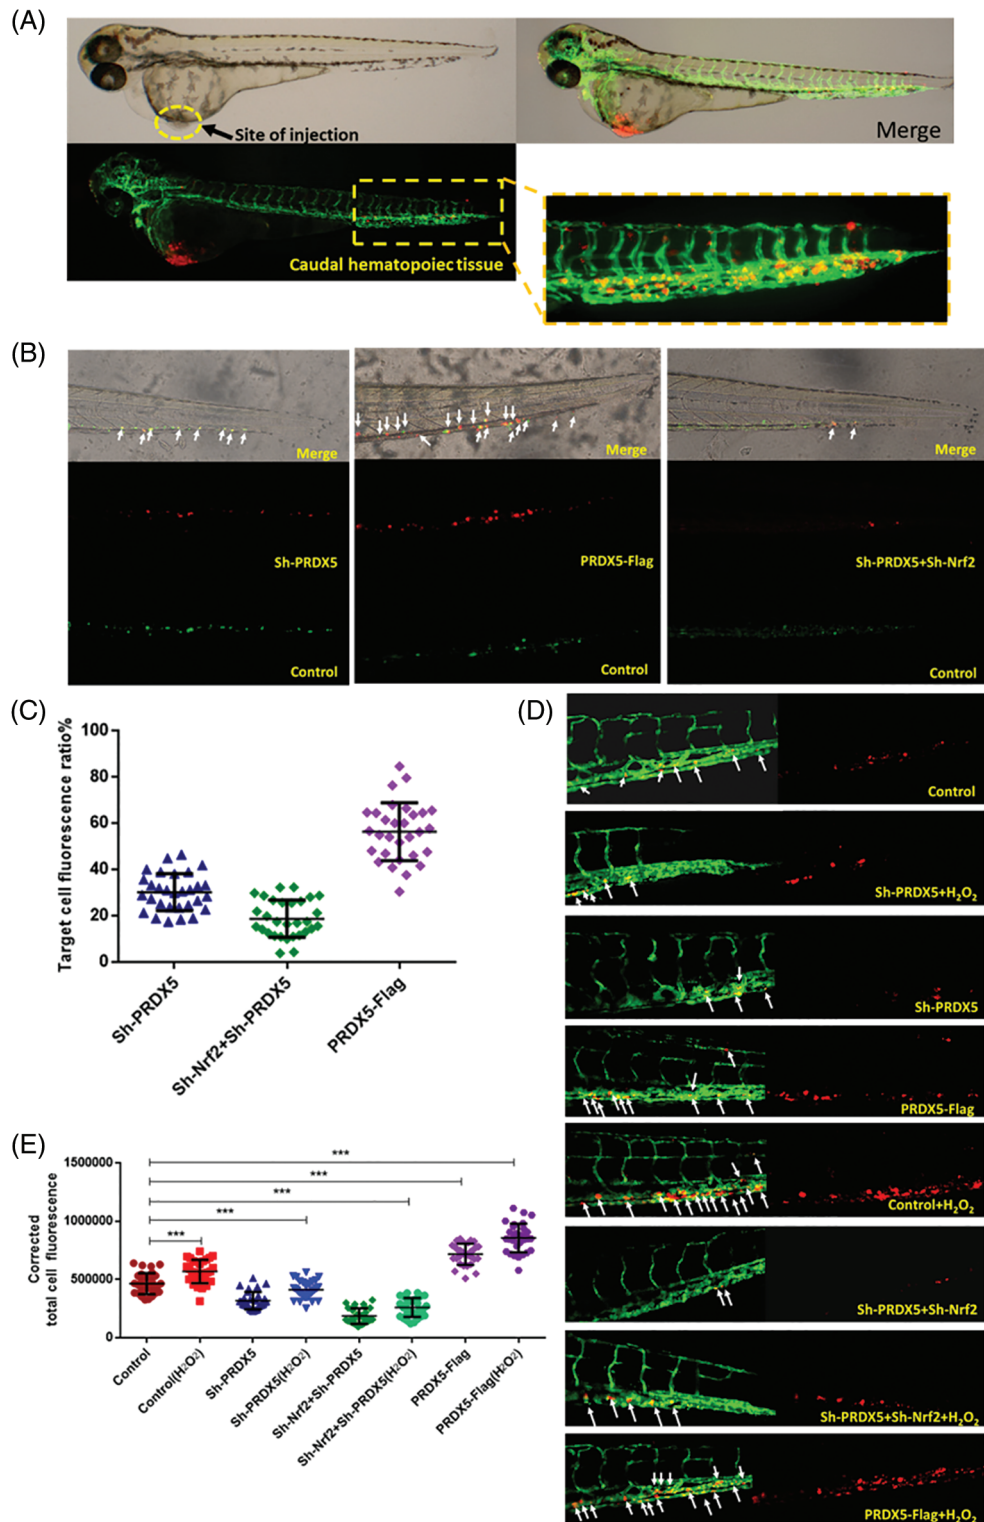 (A)
Site of injection
Merge
Caudal hematopoiec tissue
(B)
Merge
Merge
Merge
Sh-PRDX5
PRDX5-Flag
Sh-PRDX5+Sh-Nrf2
Control
Control
Control
(C)
Target cell fluorescence ratio%
100
80
60
40
20
0
Sh-PRDX5
Sh-Nrf2+Sh-PRDX5
PRDX5-Flag
(D)
Control
Sh-PRDX5+H2O2
Sh-PRDX5
PRDX5-Flag
Control+H2O2
Sh-PRDX5+Sh-Nrf2
Sh-PRDX5+Sh-Nrf2+H2O2
PRDX5-Flag+H2O2
(E)
Corrected
total cell fluorescence
1500000
1000000
500000
0
***
***
***
***
***
Control
Control(H2O2)
Sh-PRDX5
Sh-PRDX5(H2O2)
Sh-Nrf2+Sh-PRDX5
Sh-Nrf2+Sh-PRDX5(H2O2)
PRDX5-Flag
PRDX5-Flag(H2O2)